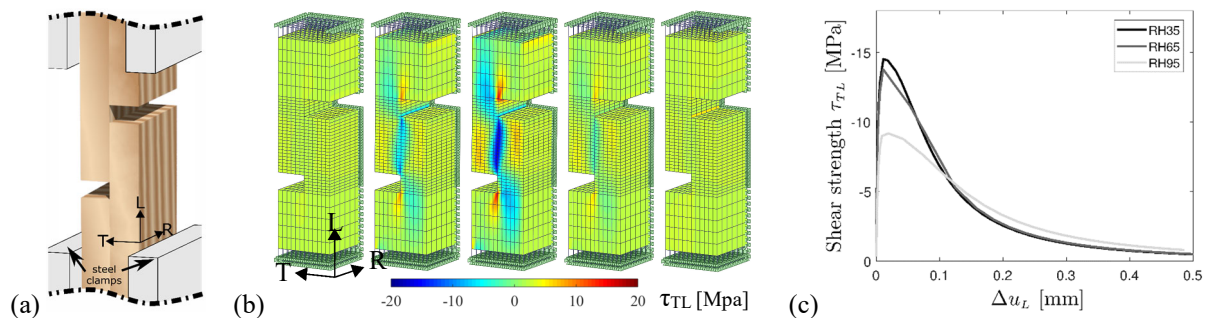 (a)
T
L
R
steel
clamps
(b)
T
L
R
-20 -10 0 10 20
τTL [Mpa]
Shear strength τTL [MPa]
-15
-10
-5
0
0 0.1 0.2 0.3 0.4 0.5
ΔuL [mm]
RH35
RH65
RH95
(c)